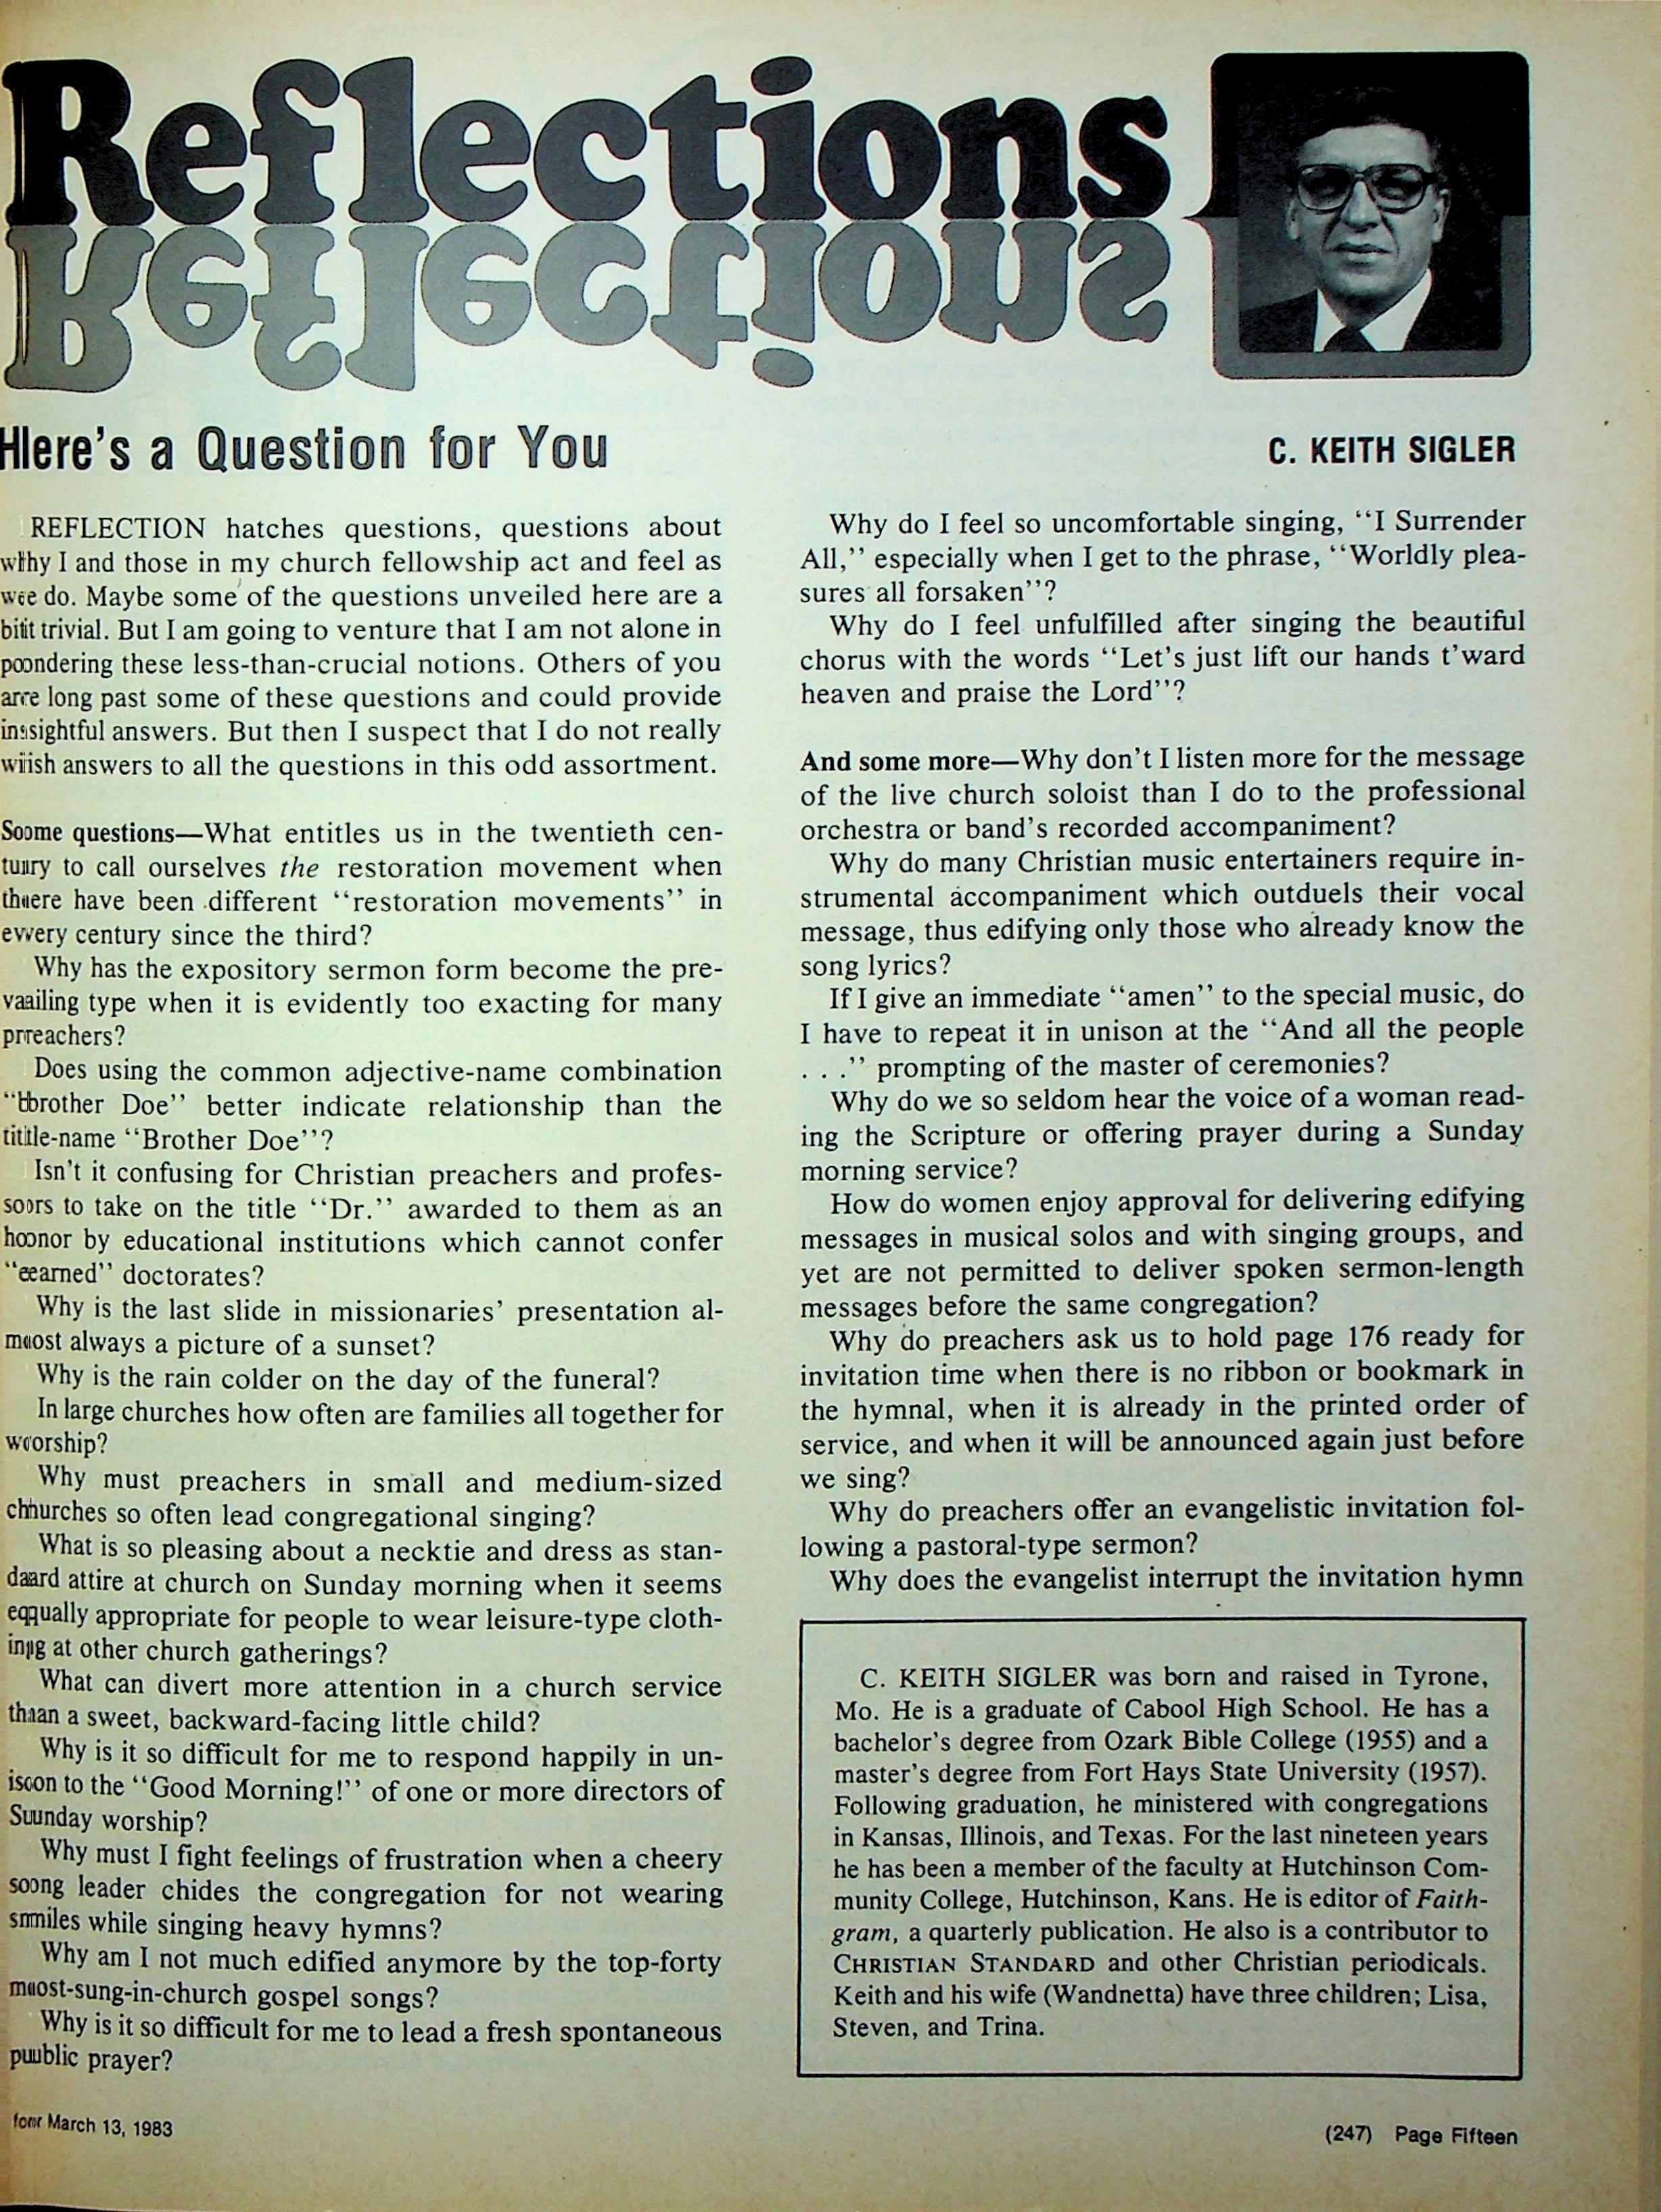 Reflections
Here's a Question for You
C. KEITH SIGLER
REFLECTION hatches questions, questions about
why I and those in my church fellowship act and feel as
we do. Maybe some of the questions unveiled here are a
bit trivial. But I am going to venture that I am not alone in
pondering these less-than-crucial notions. Others of you
are long past some of these questions and could provide
insightful answers. But then I suspect that I do not really
wish answers to all the questions in this odd assortment.
Some questions—What entitles us in the twentieth cen-
tury to call ourselves the restoration movement when
there have been different "restoration movements" in
every century since the third?
Why has the expository sermon form become the pre-
vailing type when it is evidently too exacting for many
preachers?
Does using the common adjective-name combination
"brother Doe" better indicate relationship than the
title-name "Brother Doe"?
Isn't it confusing for Christian preachers and profes-
sors to take on the title "Dr." awarded to them as an
honor by educational institutions which cannot confer
"earned" doctorates?
Why is the last slide in missionaries' presentation al-
most always a picture of a sunset?
Why is the rain colder on the day of the funeral?
In large churches how often are families all together for
worship?
Why must preachers in small and medium-sized
churches so often lead congregational singing?
What is so pleasing about a necktie and dress as stan-
dard attire at church on Sunday morning when it seems
equally appropriate for people to wear leisure-type cloth-
ing at other church gatherings?
What can divert more attention in a church service
than a sweet, backward-facing little child?
Why is it so difficult for me to respond happily in un-
ison to the "Good Morning!" of one or more directors of
Sunday worship?
Why must I fight feelings of frustration when a cheery
song leader chides the congregation for not wearing
smiles while singing heavy hymns?
Why am I not much edified anymore by the top-forty
most-sung-in-church gospel songs?
Why is it so difficult for me to lead a fresh spontaneous
public prayer?
Why do I feel so uncomfortable singing, "I Surrender
All," especially when I get to the phrase, "Worldly plea-
sures all forsaken"?
Why do I feel unfulfilled after singing the beautiful
chorus with the words "Let's just lift our hands t'ward
heaven and praise the Lord"?
And some more—Why don't I listen more for the message
of the live church soloist than I do to the professional
orchestra or band's recorded accompaniment?
Why do many Christian music entertainers require in-
strumental accompaniment which outduels their vocal
message, thus edifying only those who already know the
song lyrics?
If I give an immediate "amen" to the special music, do
I have to repeat it in unison at the "And all the people
. . ." prompting of the master of ceremonies?
Why do we so seldom hear the voice of a woman read-
ing the Scripture or offering prayer during a Sunday
morning service?
How do women enjoy approval for delivering edifying
messages in musical solos and with singing groups, and
yet are not permitted to deliver spoken sermon-length
messages before the same congregation?
Why do preachers ask us to hold page 176 ready for
invitation time when there is no ribbon or bookmark in
the hymnal, when it is already in the printed order of
service, and when it will be announced again just before
we sing?
Why do preachers offer an evangelistic invitation fol-
lowing a pastoral-type sermon?
Why does the evangelist interrupt the invitation hymn
C. KEITH SIGLER was born and raised in Tyrone,
Mo. He is a graduate of Cabool High School. He has a
bachelor's degree from Ozark Bible College (1955) and a
master's degree from Fort Hays State University (1957).
Following graduation, he ministered with congregations
in Kansas, Illinois, and Texas. For the last nineteen years
he has been a member of the faculty at Hutchinson Com-
munity College, Hutchinson, Kans. He is editor of Faith-
gram, a quarterly publication. He also is a contributor to
CHRISTIAN STANDARD and other Christian periodicals.
Keith and his wife (Wandnetta) have three children; Lisa,
Steven, and Trina.
for March 13, 1983
(247) Page Fifteen